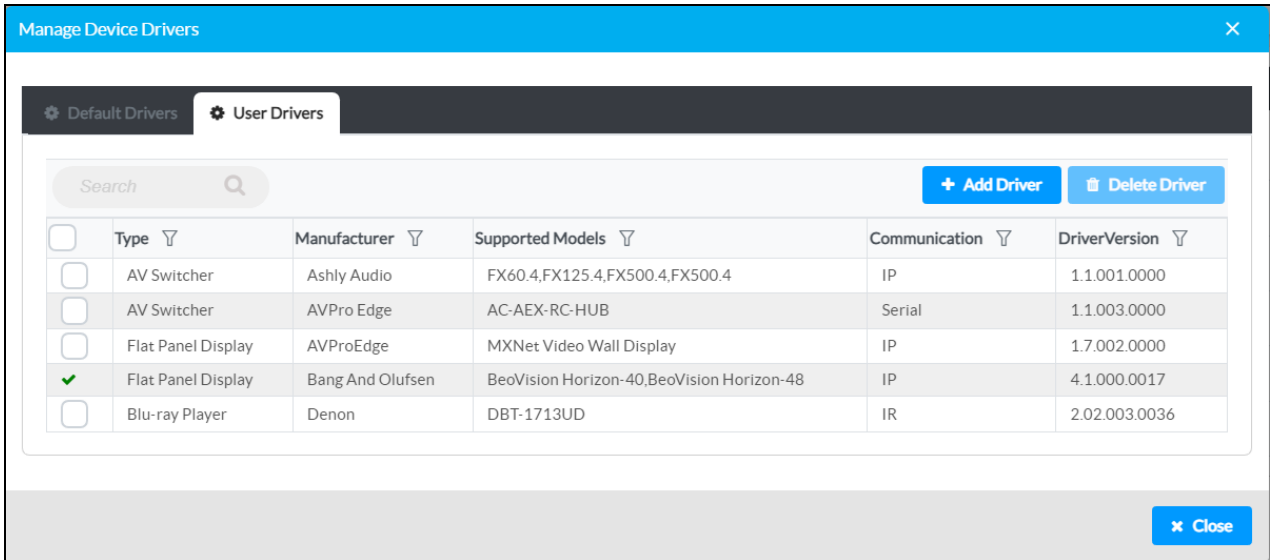 Manage Device Drivers
Default Drivers User Drivers
Search + Add Driver Delete Driver
Type Manufacturer Supported Models Communication DriverVersion
AV Switcher Ashly Audio FX60.4,FX125.4,FX500.4,FX500.4 IP 1.1.001.0000
AV Switcher AVPro Edge AC-AEX-RC-HUB Serial 1.1.003.0000
Flat Panel Display AVProEdge MXNet Video Wall Display IP 1.7.002.0000
Flat Panel Display Bang And Olufsen BeoVision Horizon-40,BeoVision Horizon-48 IP 4.1.000.0017
Blu-ray Player Denon DBT-1713UD IR 2.02.003.0036
Close